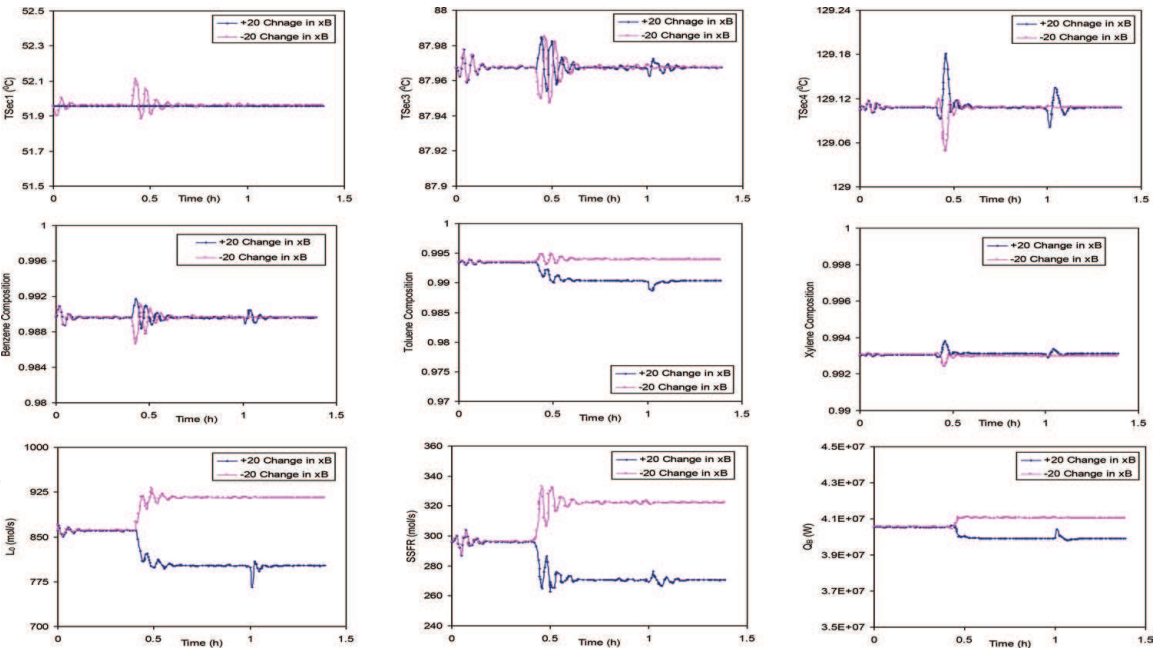 52.5
52.3
52.1
51.9
51.7
51.5
TSec1 (⁰C)
+20 Chnage in xB
-20 Change in xB
0 0.5 1 1.5
Time (h)
88
87.98
87.96
87.94
87.92
87.9
TSec3 (⁰C)
+20 Chnage in xB
-20 Change in xB
0 0.5 1 1.5
Time (h)
129.24
129.18
129.12
129.06
129
TSec4 (⁰C)
+20 Chnage in xB
-20 Change in xB
0 0.5 1 1.5
Time (h)
1
0.996
0.992
0.988
0.984
0.98
Benzene Composition
+20 Change in xB
-20 Change in xB
0 0.5 1 1.5
Time (h)
1
0.995
0.99
0.985
0.98
0.975
0.97
Toluene Composition
+20 Change in xB
-20 Change in xB
0 0.5 1 1.5
Time (h)
1
0.998
0.996
0.994
0.992
0.99
Xylene Composition
+20 Change in xB
-20 Change in xB
0 0.5 1 1.5
Time (h)
1000
925
850
775
700
L₀ (mol/s)
+20 Change in xB
-20 Change in xB
0 0.5 1 1.5
Time (h)
360
340
320
300
280
260
240
SSFR (mol/s)
+20 Change in xB
-20 Change in xB
0 0.5 1 1.5
Time (h)
4.5E+07
4.3E+07
4.1E+07
3.9E+07
3.7E+07
3.5E+07
Q_B (W)
+20 Change in xB
-20 Change in xB
0 0.5 1 1.5
Time (h)